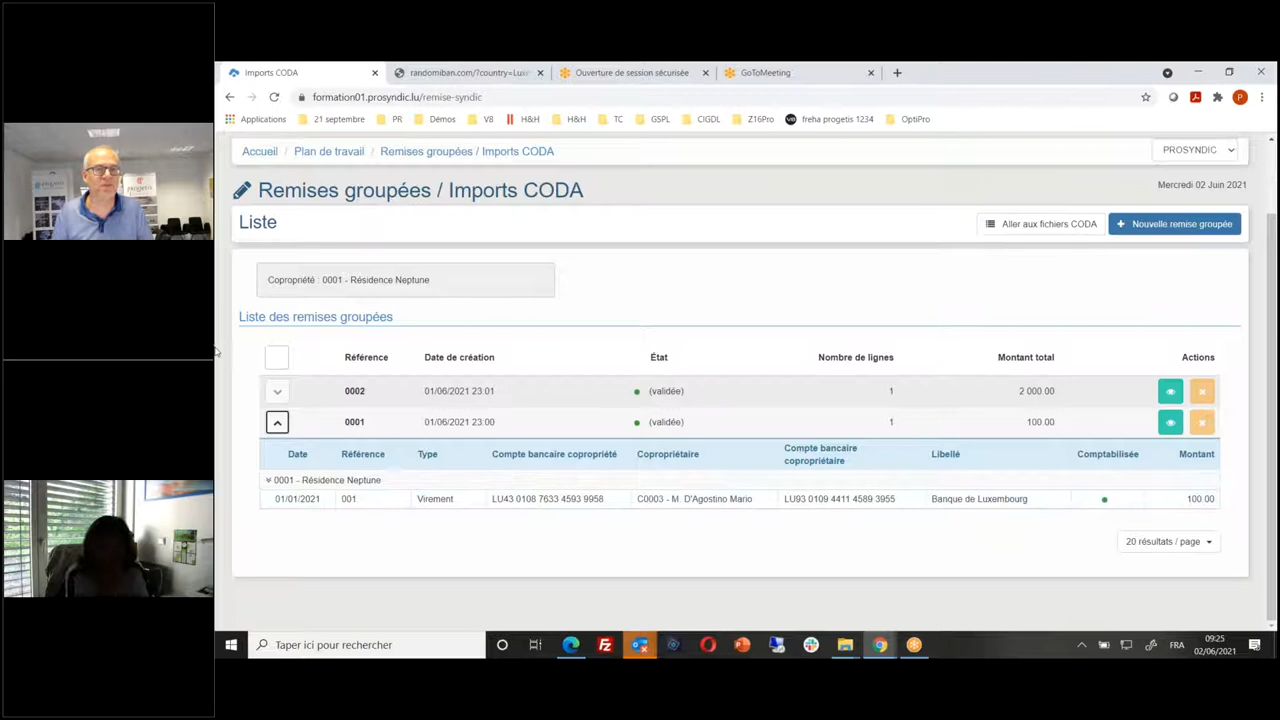 Imports CODA
randomiban.com/?country=Luxe
Ouverture de session sécurisée
GoToMeeting
formation01.prosyndic.lu/remise-syndic
Applications
21 septembre
PR
Démos
V8
H&H
H&H
TC
GSPL
CIGDL
Z16Pro
freha progetis 1234
OptiPro
Accueil / Plan de travail / Remises groupées / Imports CODA
PROSYNDIC
Remises groupées / Imports CODA
Mercredi 02 Juin 2021
Liste
Aller aux fichiers CODA
Nouvelle remise groupée
Copropriété : 0001 - Résidence Neptune
Liste des remises groupées
Référence Date de création État Nombre de lignes Montant total Actions
0002 01/06/2021 23.01 (validée) 1 2 000.00
0001 01/06/2021 23:00 (validée) 1 100.00
Date Référence Type Compte bancaire copropriété Copropriétaire Compte bancaire copropriétaire Libellé Comptabilisée Montant
0001 - Résidence Neptune
01/01/2021 001 Virement LU43 0108 7633 4593 9958 C0003 - M. D'Agostino Mario LU93 0109 4411 4589 3955 Banque de Luxembourg 100.00
20 résultats / page
Taper ici pour rechercher
FRA
09:25
02/06/2021
progetis